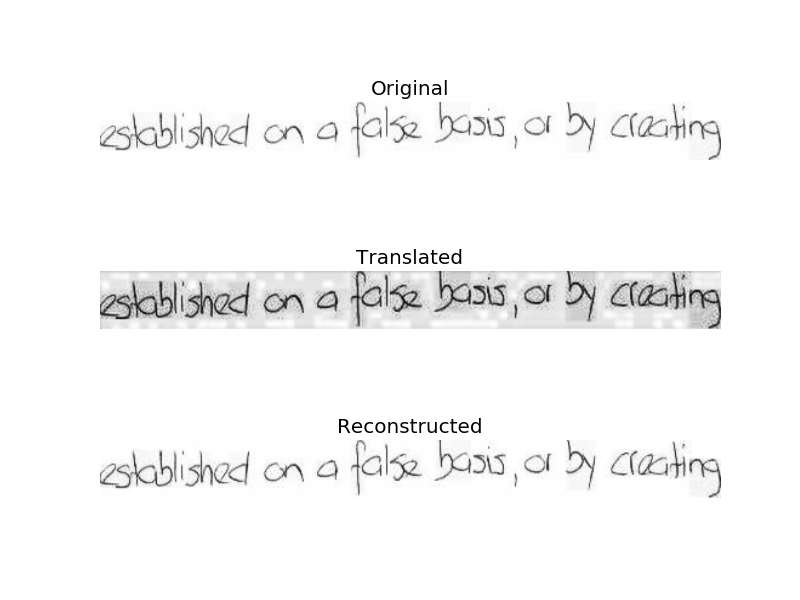 Original
established on a false basis, or by creating
Translated
established on a false basis, or by creating
Reconstructed
established on a false basis, or by creating